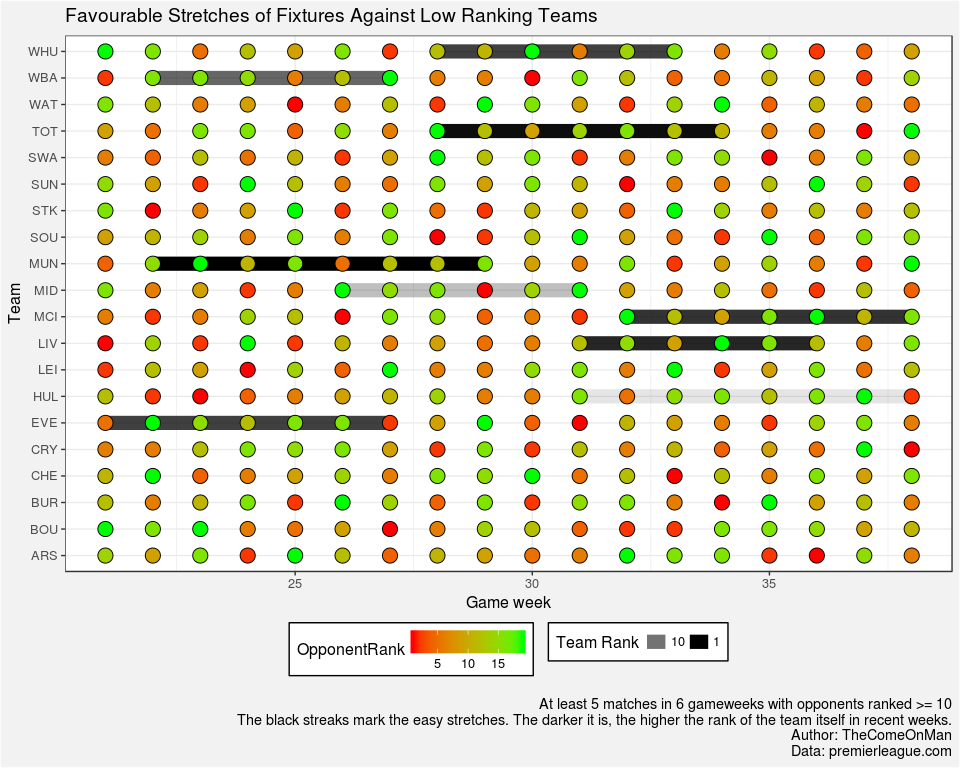 Favourable Stretches of Fixtures Against Low Ranking Teams
WHU
WBA
WAT
TOT
SWA
SUN
STK
SOU
MUN
MID
MCI
LIV
LEI
HUL
EVE
CRY
CHE
BUR
BOU
ARS
Team
25 30 35
Game week
OpponentRank
5 10 15
Team Rank 10 1
At least 5 matches in 6 gameweeks with opponents ranked >= 10
The black streaks mark the easy stretches. The darker it is, the higher the rank of the team itself in recent weeks.
Author: TheComeOnMan
Data: premierleague.com